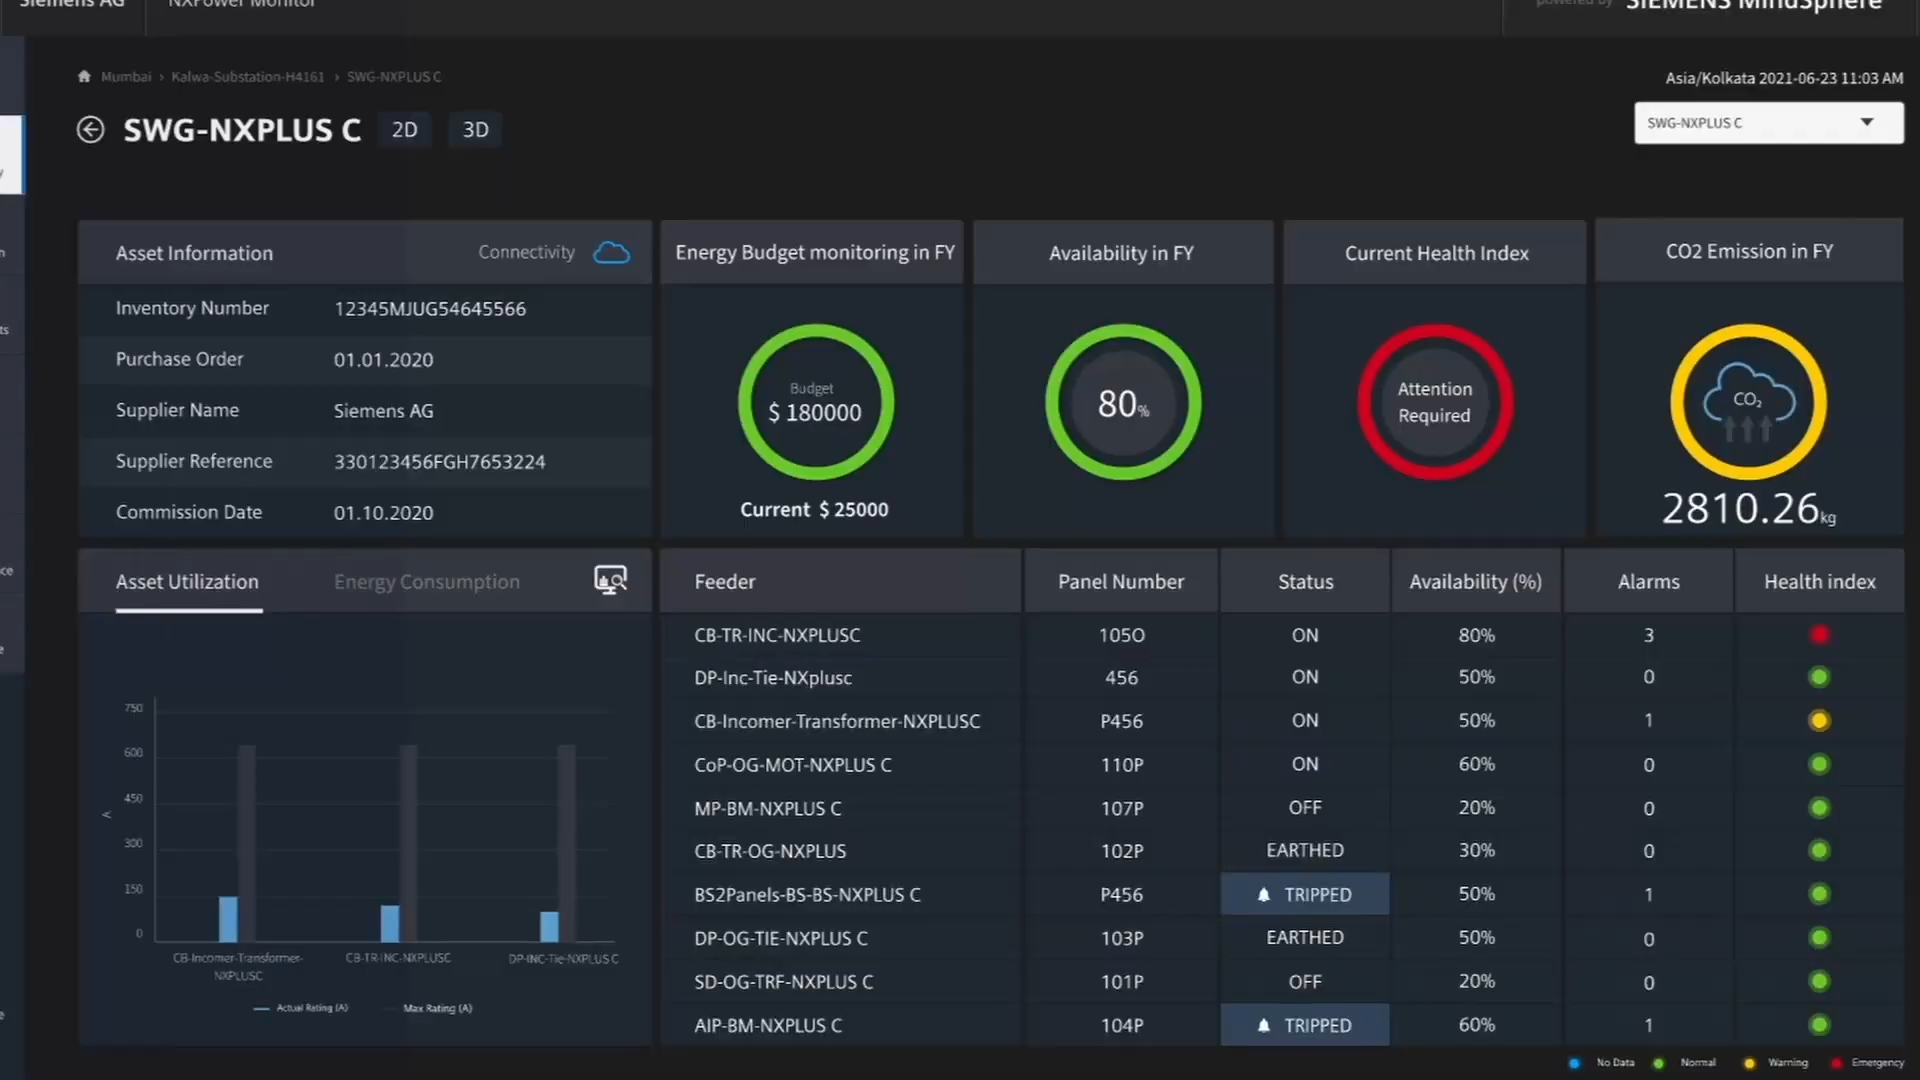 Siemens AG
NXPower Monitor
powered by SIEMENS MindSphere
Mumbai › Kalwa-Substation-H4161 › SWG-NXPLUS C
Asia/Kolkata 2021-06-23 11:03 AM
SWG-NXPLUS C 2D 3D
SWG-NXPLUS C
Asset Information Connectivity
Inventory Number 12345MJUG54645566
Purchase Order 01.01.2020
Supplier Name Siemens AG
Supplier Reference 330123456FGH7653224
Commission Date 01.10.2020
Energy Budget monitoring in FY
Budget
$ 180000
Current $ 25000
Availability in FY
80%
Current Health Index
Attention
Required
CO2 Emission in FY
CO₂
2810.26kg
Asset Utilization Energy Consumption
750
600
450
300
150
0
A
CB-Incomer-Transformer-
NXPLUSC
CB-TR-INC-NXPLUSC
DP-INC-Tie-NXPLUS C
Actual Rating (A) Max Rating (A)
Feeder Panel Number Status Availability (%) Alarms Health index
CB-TR-INC-NXPLUSC 105O ON 80% 3
DP-Inc-Tie-NXplusc 456 ON 50% 0
CB-Incomer-Transformer-NXPLUSC P456 ON 50% 1
CoP-OG-MOT-NXPLUS C 110P ON 60% 0
MP-BM-NXPLUS C 107P OFF 20% 0
CB-TR-OG-NXPLUS 102P EARTHED 30% 0
BS2Panels-BS-BS-NXPLUS C P456 TRIPPED 50% 1
DP-OG-TIE-NXPLUS C 103P EARTHED 50% 0
SD-OG-TRF-NXPLUS C 101P OFF 20% 0
AIP-BM-NXPLUS C 104P TRIPPED 60% 1
No Data Normal Warning Emergency